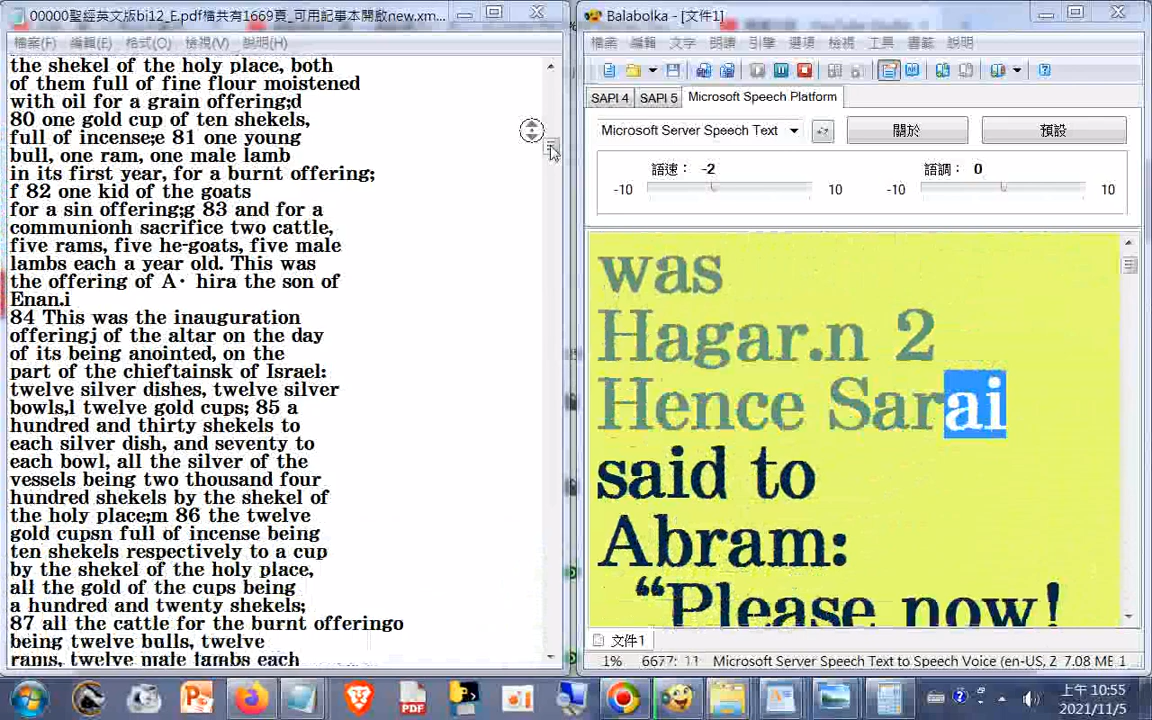 00000聖經英文版bi12_E.pdf檔共有1669頁_可用記事本開啟new.xm...
檔案(F) 編輯(E) 格式(O) 檢視(V) 說明(H)
the shekel of the holy place, both
of them full of fine flour moistened
with oil for a grain offering;d
80 one gold cup of ten shekels,
full of incense;e 81 one young
bull, one ram, one male lamb
in its first year, for a burnt offering;
f 82 one kid of the goats
for a sin offering;g 83 and for a
communionh sacrifice two cattle,
five rams, five he-goats, five male
lambs each a year old. This was
the offering of A· hira the son of
Enan.i
84 This was the inauguration
offeringj of the altar on the day
of its being anointed, on the
part of the chieftainsk of Israel:
twelve silver dishes, twelve silver
bowls,l twelve gold cups; 85 a
hundred and thirty shekels to
each silver dish, and seventy to
each bowl, all the silver of the
vessels being two thousand four
hundred shekels by the shekel of
the holy place;m 86 the twelve
gold cupsn full of incense being
ten shekels respectively to a cup
by the shekel of the holy place,
all the gold of the cups being
a hundred and twenty shekels;
87 all the cattle for the burnt offeringo
being twelve bulls, twelve
rams, twelve male lambs each
Balabolka - [文件1]
檔案 編輯 文字 朗讀 引擎 選項 檢視 工具 書籤 說明
SAPI 4 SAPI 5 Microsoft Speech Platform
Microsoft Server Speech Text 關於 預設
語速： -2 語調： 0
-10 10 -10 10
was
Hagar.n 2
Hence Sarai
said to
Abram:
“Please now!
文件1
1% 6677: 11 Microsoft Server Speech Text to Speech Voice (en-US, 2 7.08 MB 1
上午 10:55
2021/11/5